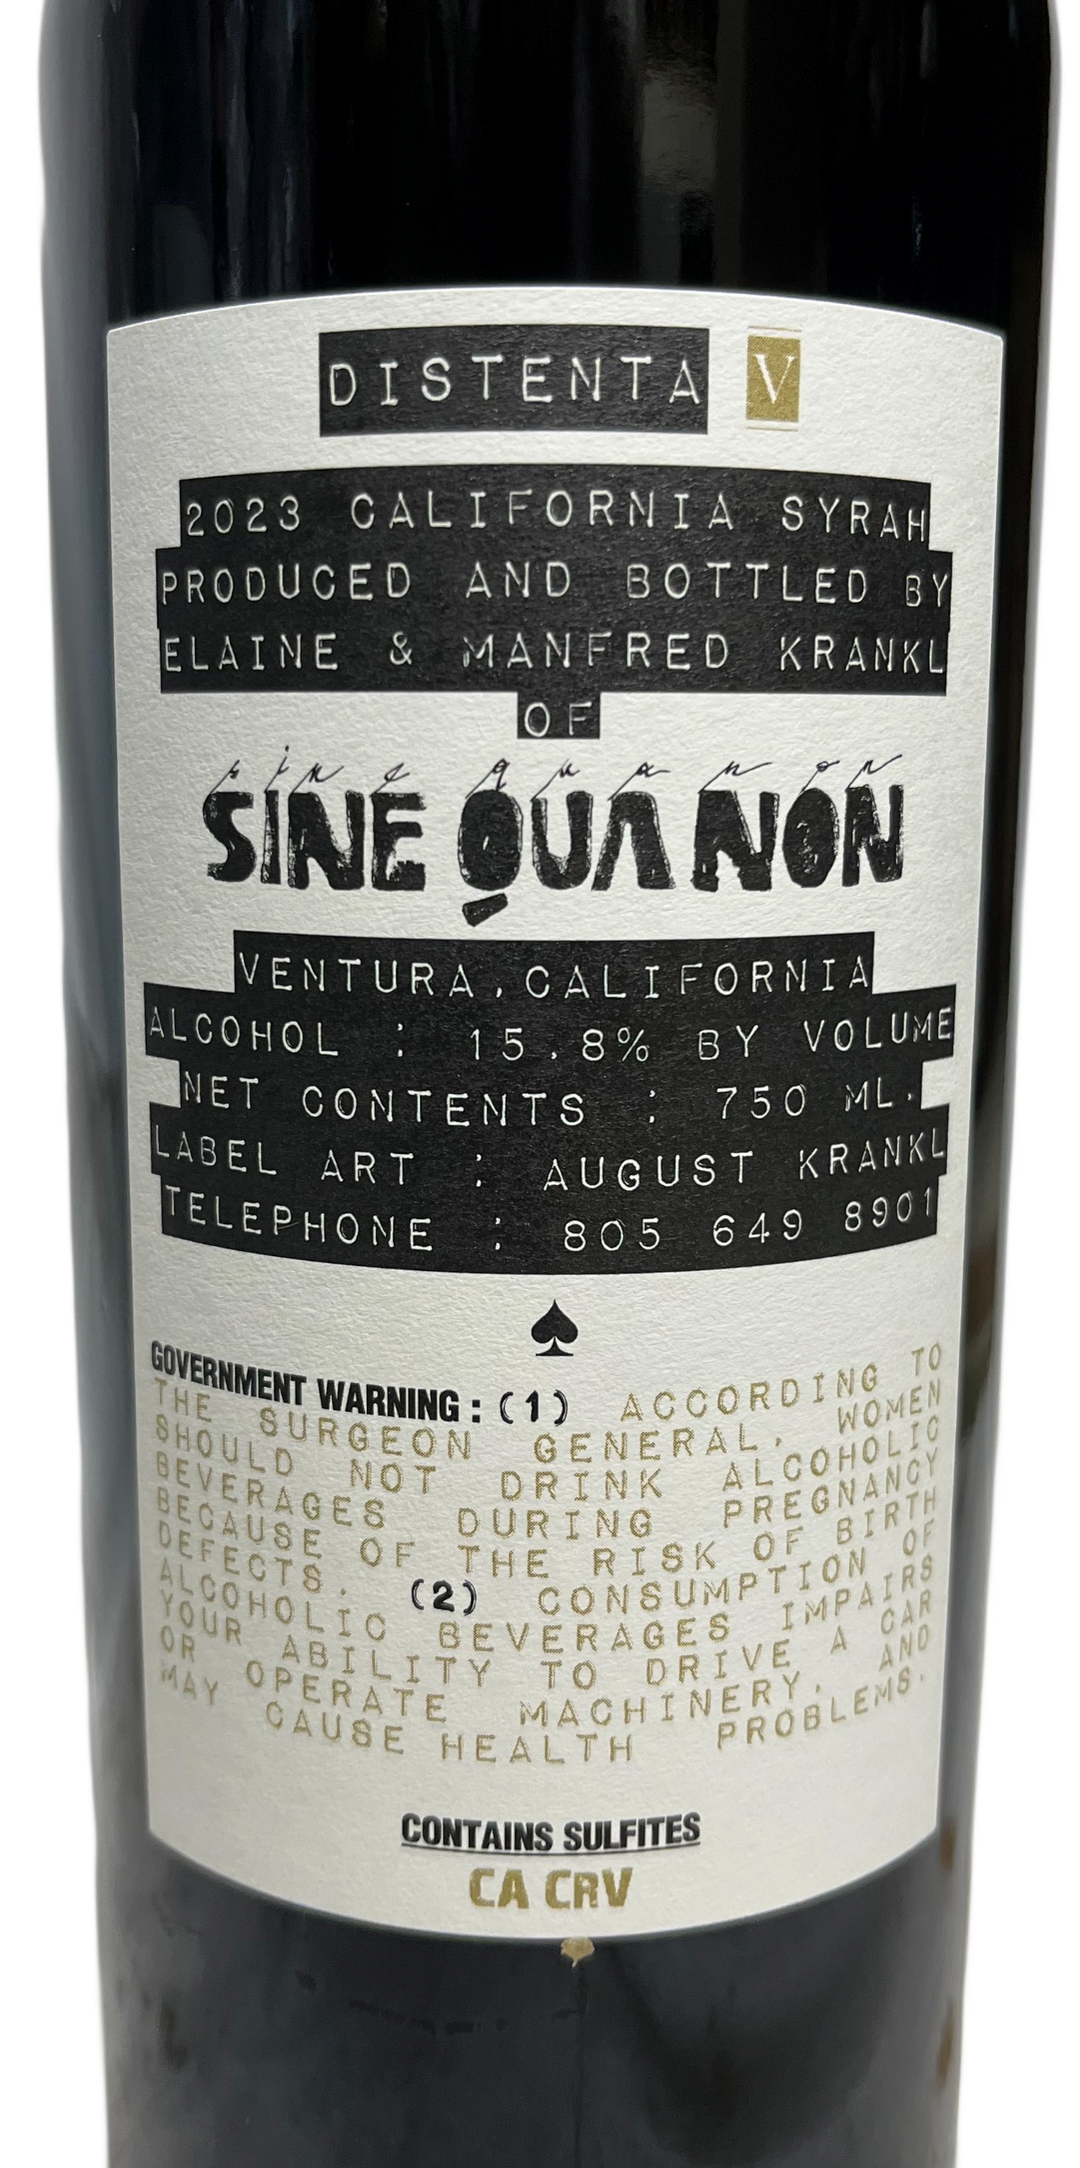 DISTENTA V
2023 CALIFORNIA SYRAH
PRODUCED AND BOTTLED BY
ELAINE & MANFRED KRANKL
OF
sine qua non
SINE QUA NON
VENTURA, CALIFORNIA
ALCOHOL : 15.8% BY VOLUME
NET CONTENTS : 750 ML.
LABEL ART : AUGUST KRANKL
TELEPHONE : 805 649 8901
GOVERNMENT WARNING : (1) ACCORDING TO
THE SURGEON GENERAL, WOMEN
SHOULD NOT DRINK ALCOHOLIC
BEVERAGES DURING PREGNANCY
BECAUSE OF THE RISK OF BIRTH
DEFECTS. (2) CONSUMPTION OF
ALCOHOLIC BEVERAGES IMPAIRS
YOUR ABILITY TO DRIVE A CAR
OR OPERATE MACHINERY, AND
MAY CAUSE HEALTH PROBLEMS.
CONTAINS SULFITES
CA CRV